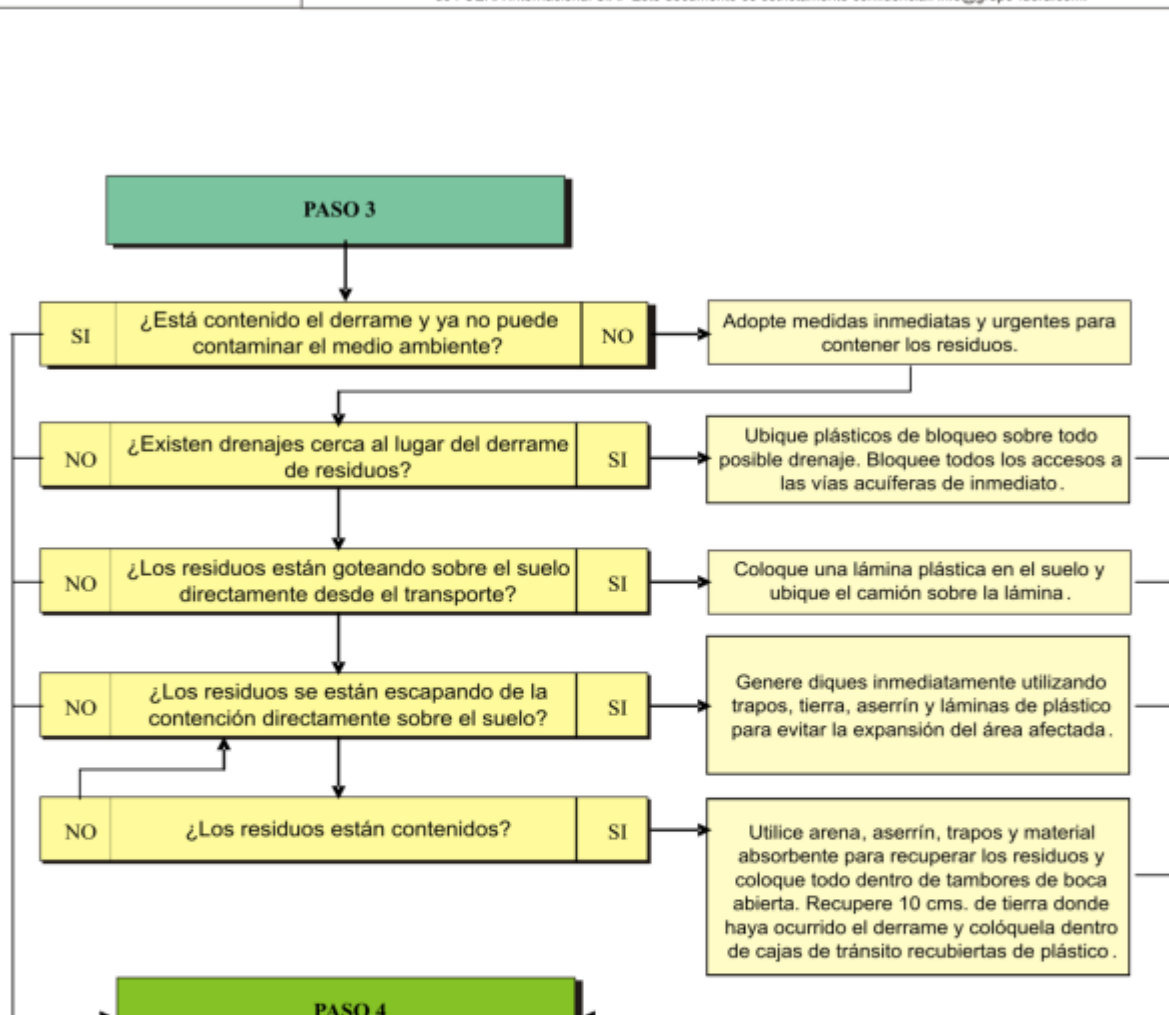 PASO 3
SI
¿Está contenido el derrame y ya no puede
contaminar el medio ambiente?
NO
Adopte medidas inmediatas y urgentes para
contener los residuos.
NO
¿Existen drenajes cerca al lugar del derrame
de residuos?
SI
Ubique plásticos de bloqueo sobre todo
posible drenaje. Bloquee todos los accesos a
las vías acuíferas de inmediato.
NO
¿Los residuos están goteando sobre el suelo
directamente desde el transporte?
SI
Coloque una lámina plástica en el suelo y
ubique el camión sobre la lámina.
NO
¿Los residuos se están escapando de la
contención directamente sobre el suelo?
SI
Genere diques inmediatamente utilizando
trapos, tierra, aserrín y láminas de plástico
para evitar la expansión del área afectada.
NO
¿Los residuos están contenidos?
SI
Utilice arena, aserrín, trapos y material
absorbente para recuperar los residuos y
coloque todo dentro de tambores de boca
abierta. Recupere 10 cms. de tierra donde
haya ocurrido el derrame y colóquela dentro
de cajas de tránsito recubiertas de plástico.
PASO 4